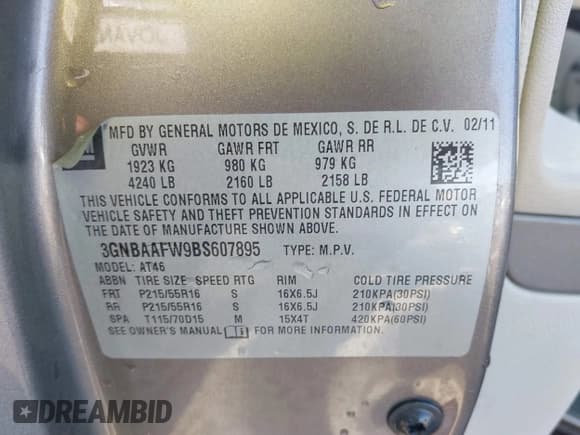 MFD BY GENERAL MOTORS DE MEXICO, S. DE R.L. DE C.V. 02/11
GVWR GAWR FRT GAWR RR
1923 KG 980 KG 979 KG
4240 LB 2160 LB 2158 LB
THIS VEHICLE CONFORMS TO ALL APPLICABLE U.S. FEDERAL MOTOR
VEHICLE SAFETY AND THEFT PREVENTION STANDARDS IN EFFECT ON
THE DATE OF MANUFACTURE SHOWN ABOVE.
3GNBAAFW9BS607895 TYPE: M.P.V.
MODEL: AT46
ABBN TIRE SIZE SPEED RTG RIM COLD TIRE PRESSURE
FRT P215/55R16 S 16X6.5J 210KPA(30PSI)
RR P215/55R16 S 16X6.5J 210KPA(30PSI)
SPA T115/70D15 M 15X4T 420KPA(60PSI)
SEE OWNER'S MANUAL FOR MORE INFORMATION.
DREAMBID